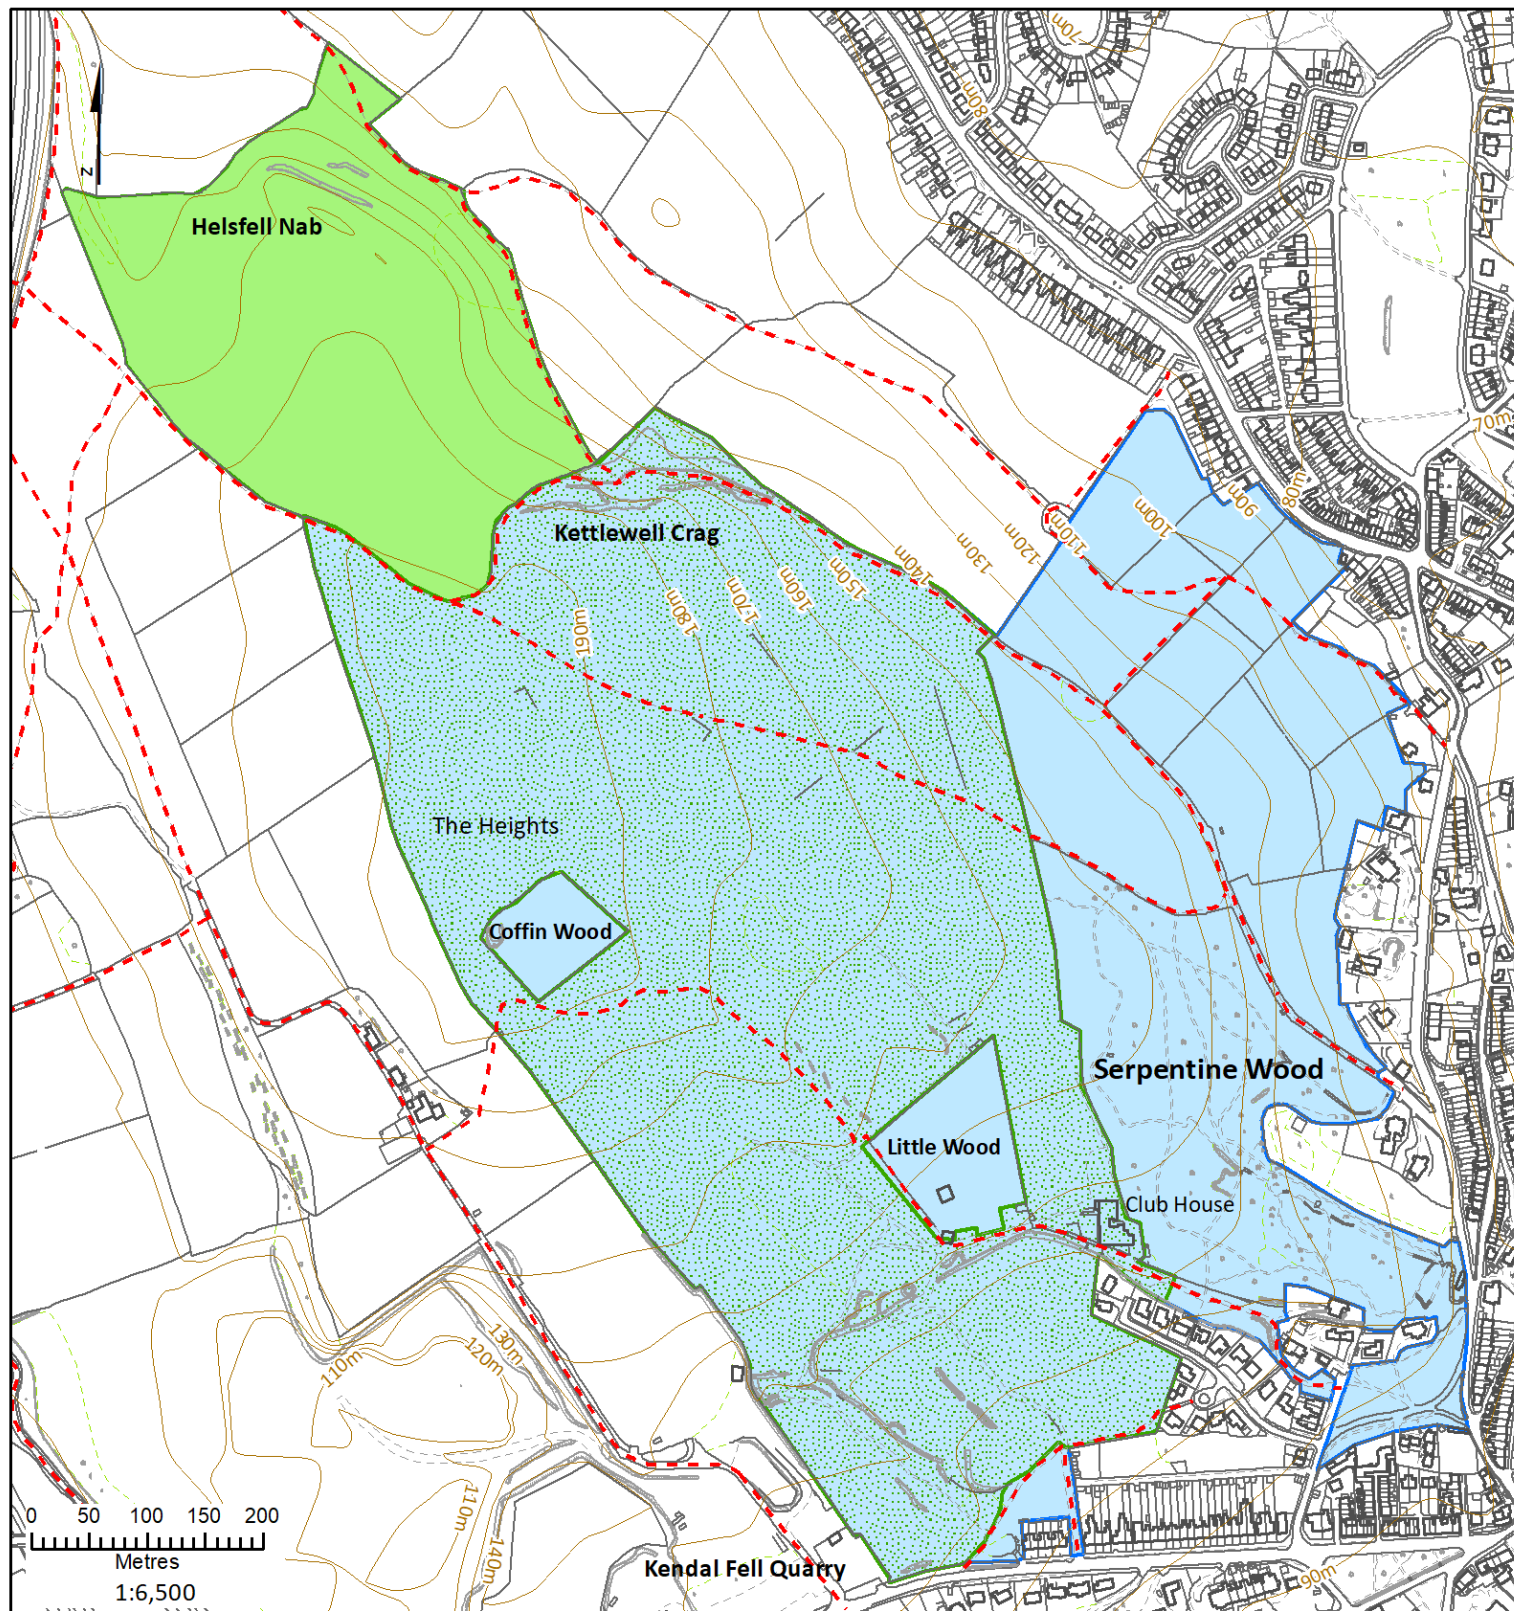 70m
80m
z
Helsfell Nab
70m
80m
90m
100m
110m
Kettlewell Crag
120m
130m
140m
150m
160m
170m
180m
190m
The Heights
Coffin Wood
Serpentine Wood
Little Wood
Club House
130m
120m
110m
110m
140m
0 50 100 150 200
Metres
1:6,500
Kendal Fell Quarry
90m